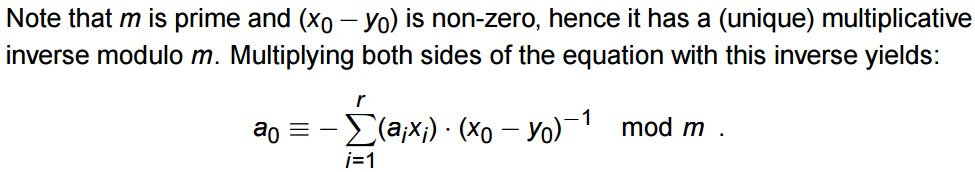 Note that m is prime and (x₀ – y₀) is non-zero, hence it has a (unique) multiplicative
inverse modulo m. Multiplying both sides of the equation with this inverse yields:
a₀ ≡ – ∑ᵢ₌₁ʳ (aᵢxᵢ) · (x₀ – y₀)⁻¹ mod m .